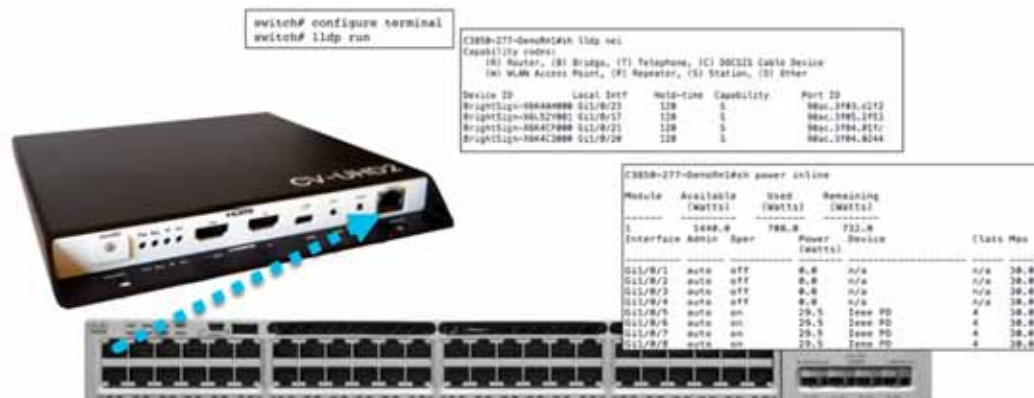 switch# configure terminal
switch# lldp run
C3850-277-DemoRm1#sh lldp nei
Capability codes:
(R) Router, (B) Bridge, (T) Telephone, (C) DOCSIS Cable Device
(W) WLAN Access Point, (P) Repeater, (S) Station, (O) Other
Device ID Local Intf Hold-time Capability Port ID
Gi1/0/23 120 S
Gi1/0/17 120 S
Gi1/0/21 120 S
Gi1/0/20 120 S
C3850-277-DemoRm1#sh power inline
Module Available Used Remaining
(Watts) (Watts) (Watts)
1 1440.0 708.0 732.0
Interface Admin Oper Power Device Class Max
(Watts)
Gi1/0/1 auto off 0.0 n/a n/a 30.0
Gi1/0/2 auto off 0.0 n/a n/a 30.0
Gi1/0/3 auto off 0.0 n/a n/a 30.0
Gi1/0/4 auto off 0.0 n/a n/a 30.0
Gi1/0/5 auto on 29.5 Ieee PD 4 30.0
Gi1/0/6 auto on 29.5 Ieee PD 4 30.0
Gi1/0/7 auto on 29.5 Ieee PD 4 30.0
Gi1/0/8 auto on 29.5 Ieee PD 4 30.0
CV-UHD2
HDMI